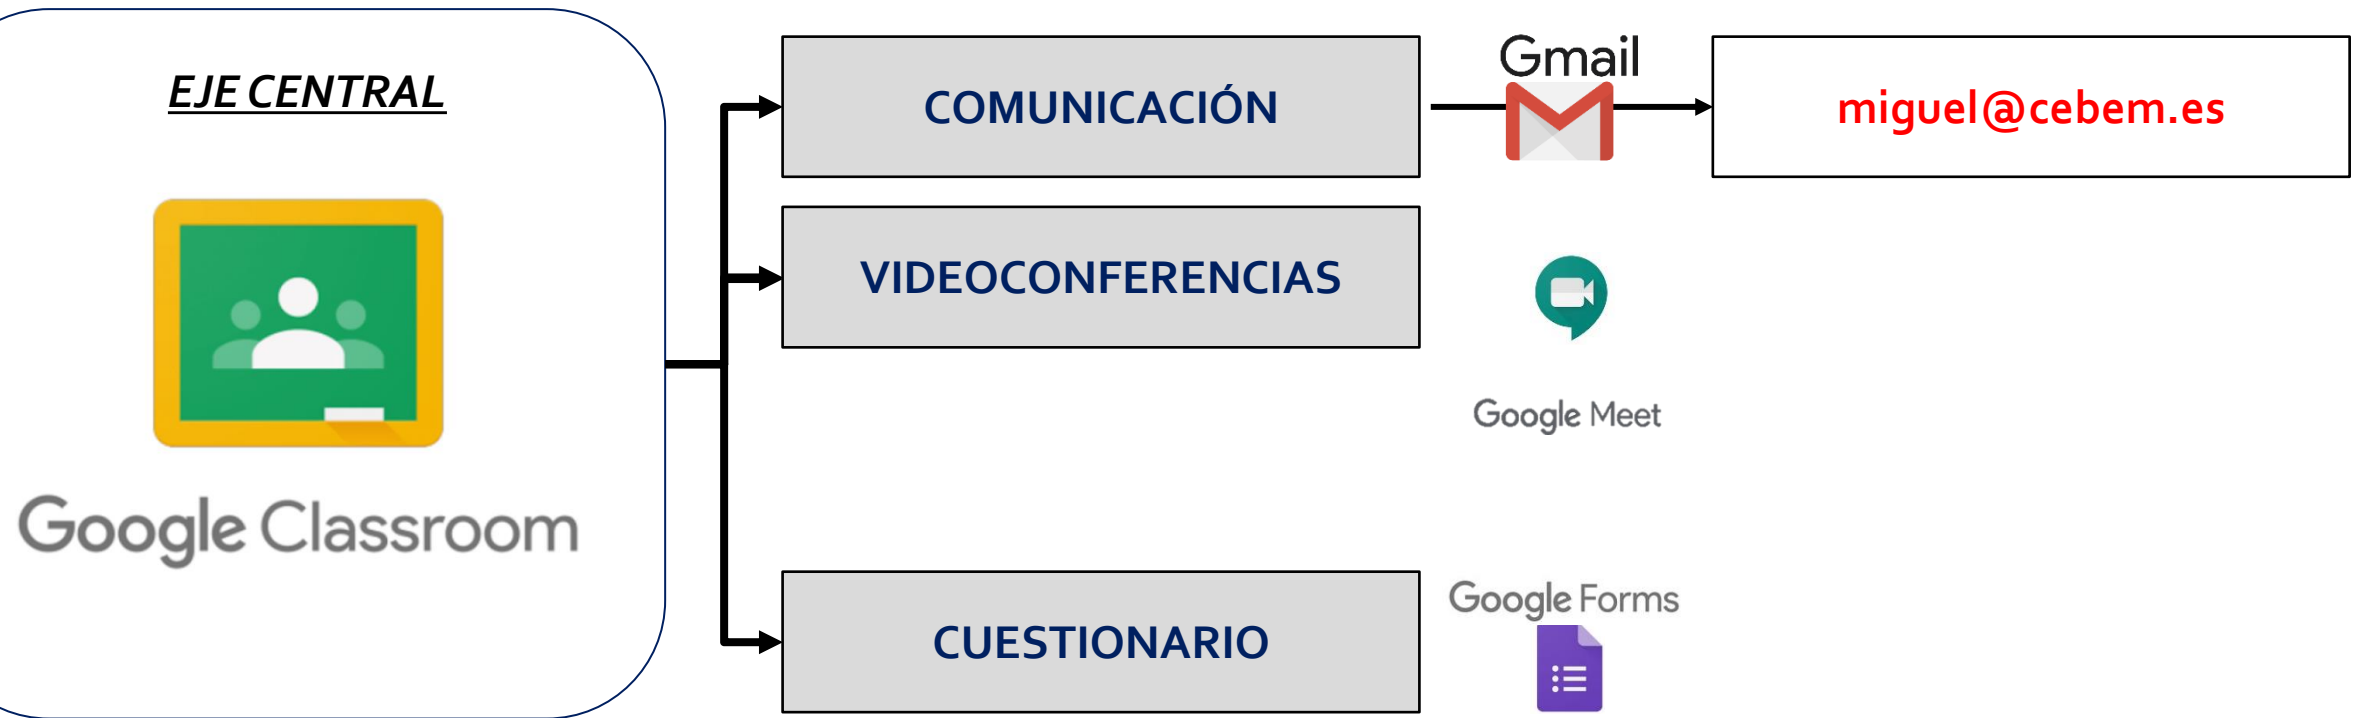 EJE CENTRAL
Google Classroom
COMUNICACIÓN
Gmail
miguel@cebem.es
VIDEOCONFERENCIAS
Google Meet
CUESTIONARIO
Google Forms